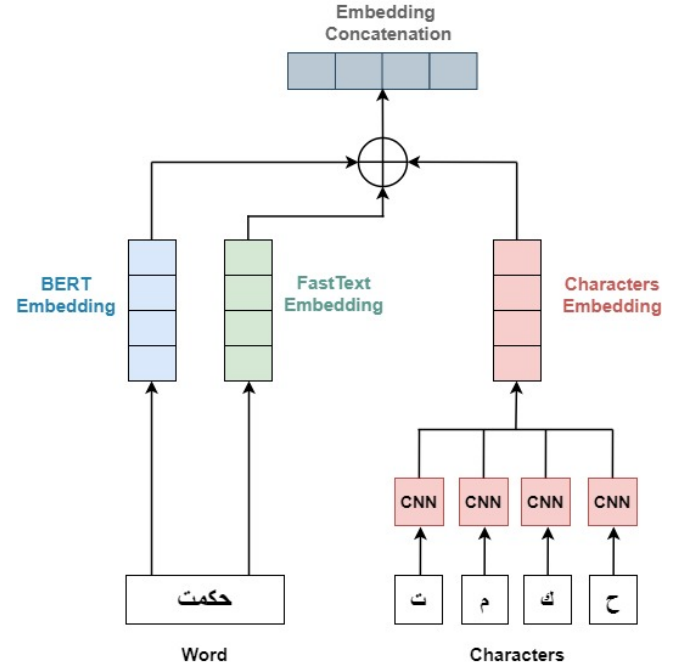 Embedding
Concatenation
BERT
Embedding
FastText
Embedding
Characters
Embedding
CNN CNN CNN CNN
حكمت
ت م ك ح
Word
Characters